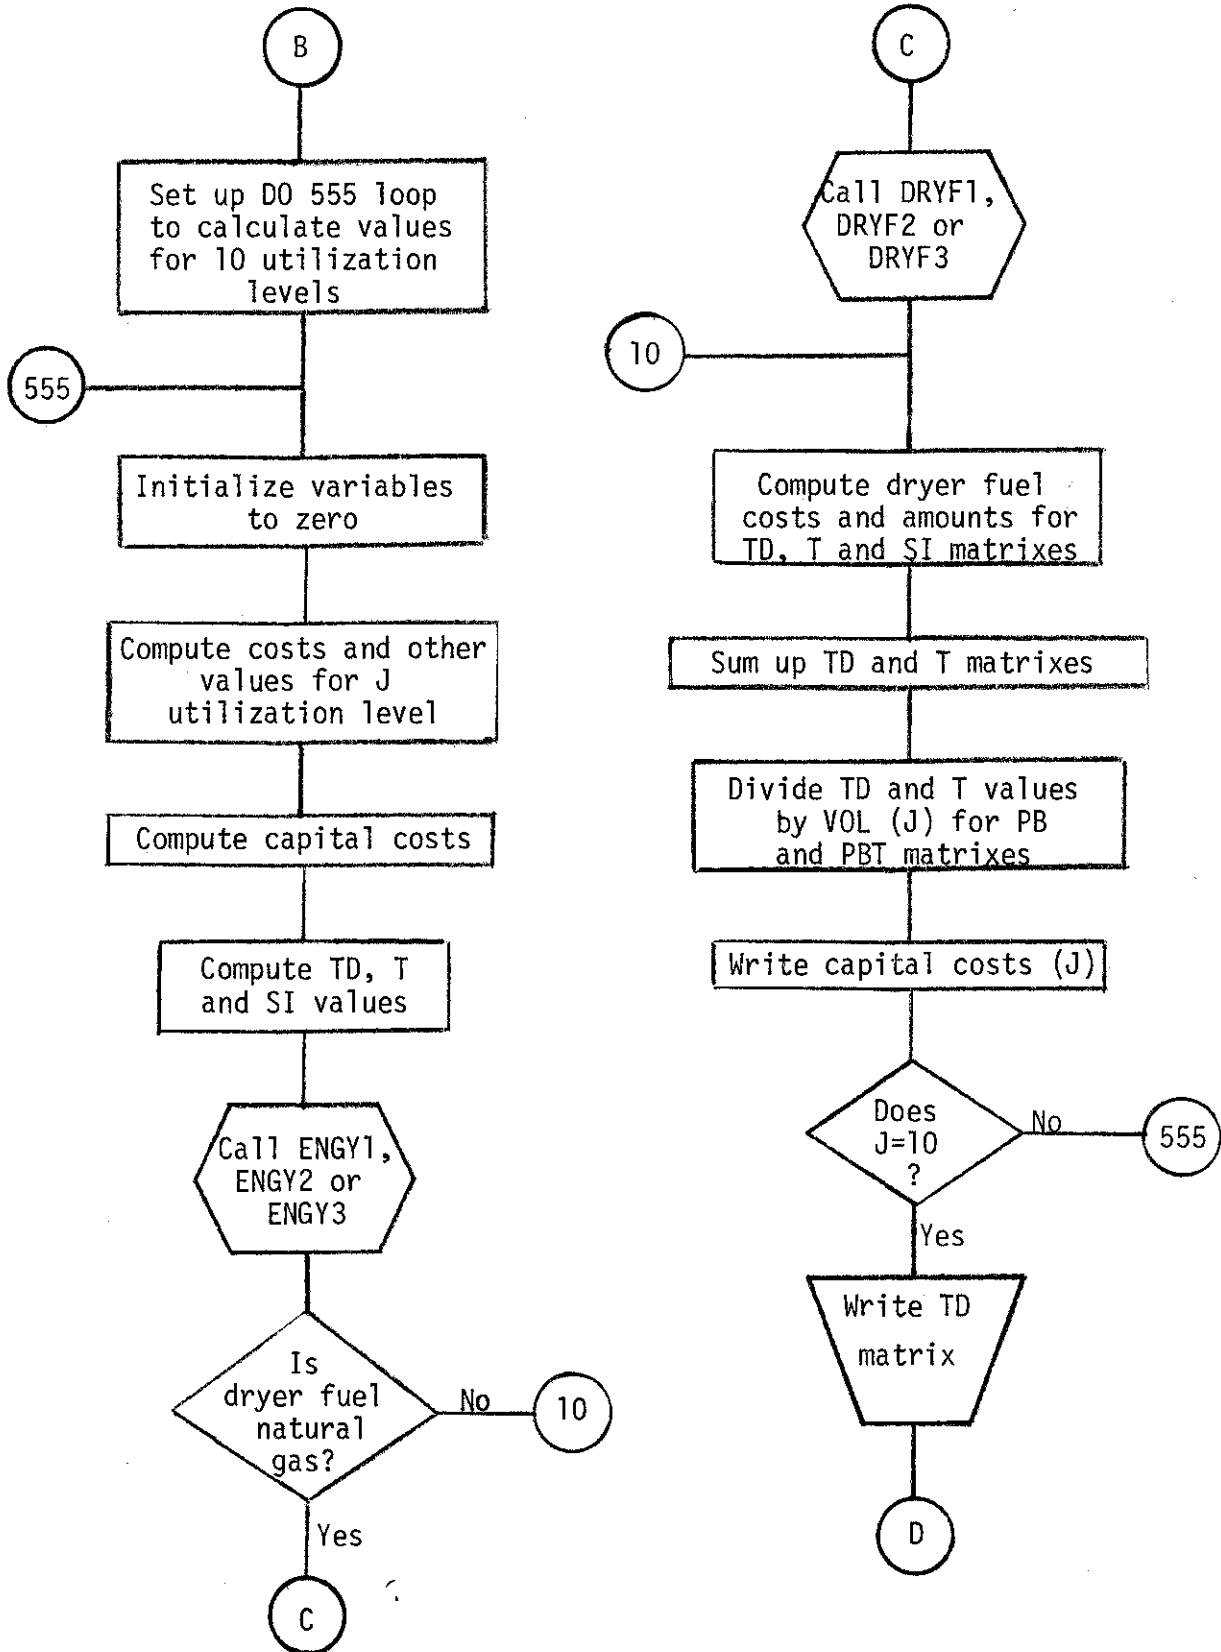 B
Set up DO 555 loop
to calculate values
for 10 utilization
levels
555
Initialize variables
to zero
Compute costs and other
values for J
utilization level
Compute capital costs
Compute TD, T
and SI values
Call ENGY1,
ENGY2 or
ENGY3
Is
dryer fuel
natural
gas?
No
10
Yes
C
C
Call DRYF1,
DRYF2 or
DRYF3
10
Compute dryer fuel
costs and amounts for
TD, T and SI matrixes
Sum up TD and T matrixes
Divide TD and T values
by VOL (J) for PB
and PBT matrixes
Write capital costs (J)
Does
J=10
?
No
555
Yes
Write TD
matrix
D